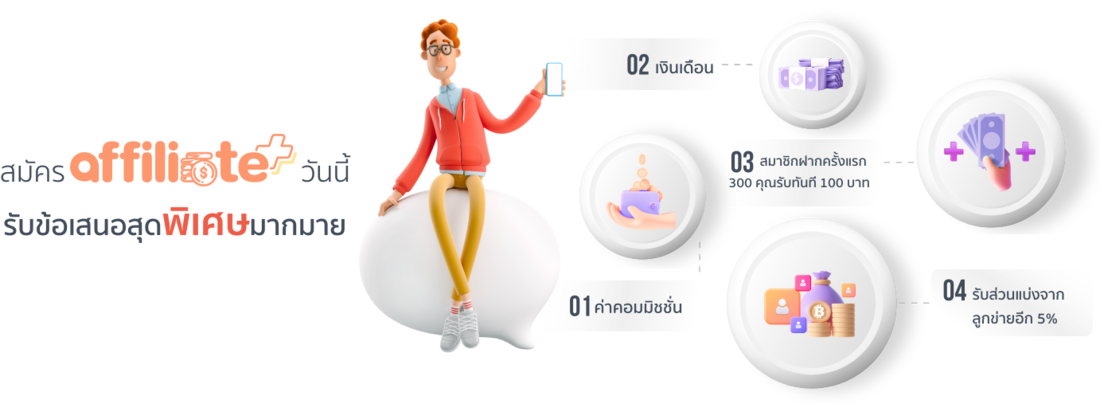 สมัคร affiliate+ วันนี้
รับข้อเสนอสุดพิเศษมากมาย
01 ค่าคอมมิชชั่น
02 เงินเดือน
03 สมาชิกฝากครั้งแรก
300 คุณรับทันที 100 บาท
04 รับส่วนแบ่งจาก
ลูกข่ายอีก 5%